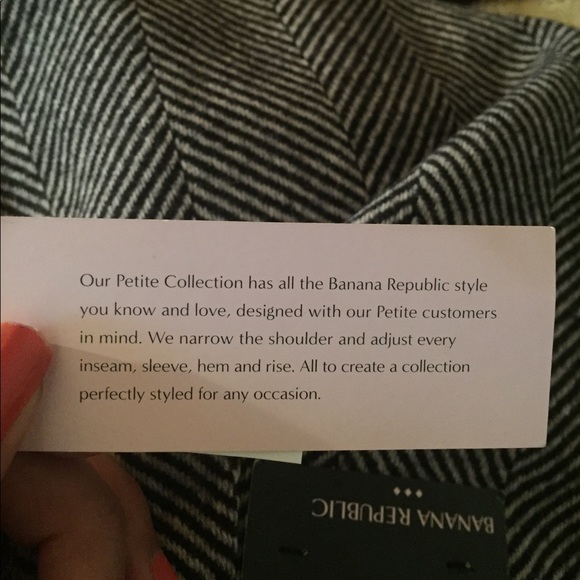 Our Petite Collection has all the Banana Republic style
you know and love, designed with our Petite customers
in mind. We narrow the shoulder and adjust every
inseam, sleeve, hem and rise. All to create a collection
perfectly styled for any occasion.
BANANA REPUBLIC